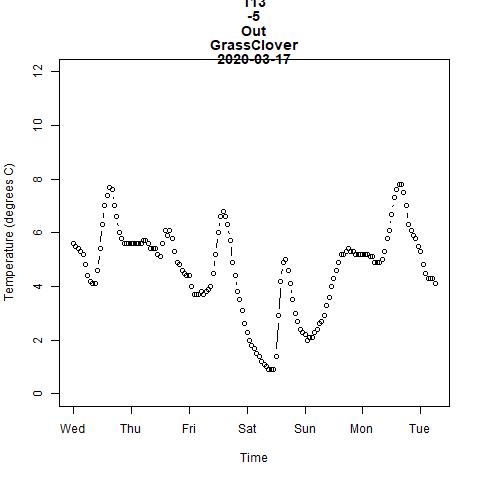 T13
-5
Out
GrassClover
2020-03-17
Temperature (degrees C)
12
10
8
6
4
2
0
Wed Thu Fri Sat Sun Mon Tue
Time